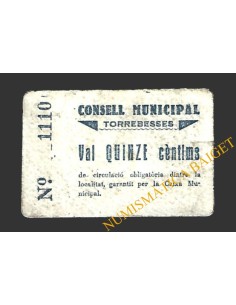 CONSELL MUNICIPAL
TORREBESSES
Val QUINZE cèntims
de circulació obligatòria dintre la
localitat, garantit per la Caixa Mu-
nicipal.
Nº 1110
NUMISMATICA BALGET